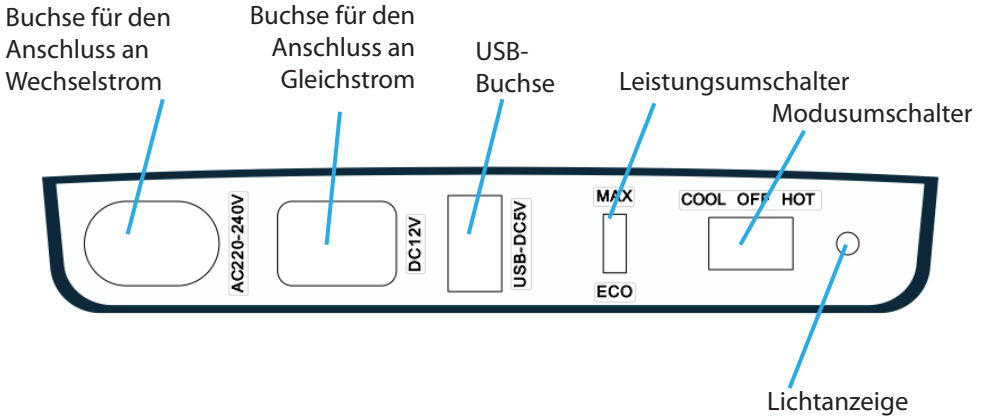 Buchse für den
Anschluss an
Wechselstrom
Buchse für den
Anschluss an
Gleichstrom
USB-
Buchse
Leistungsumschalter
Modusumschalter
AC220-240V
DC12V
USB-DC5V
MAX
ECO
COOL OFF HOT
Lichtanzeige